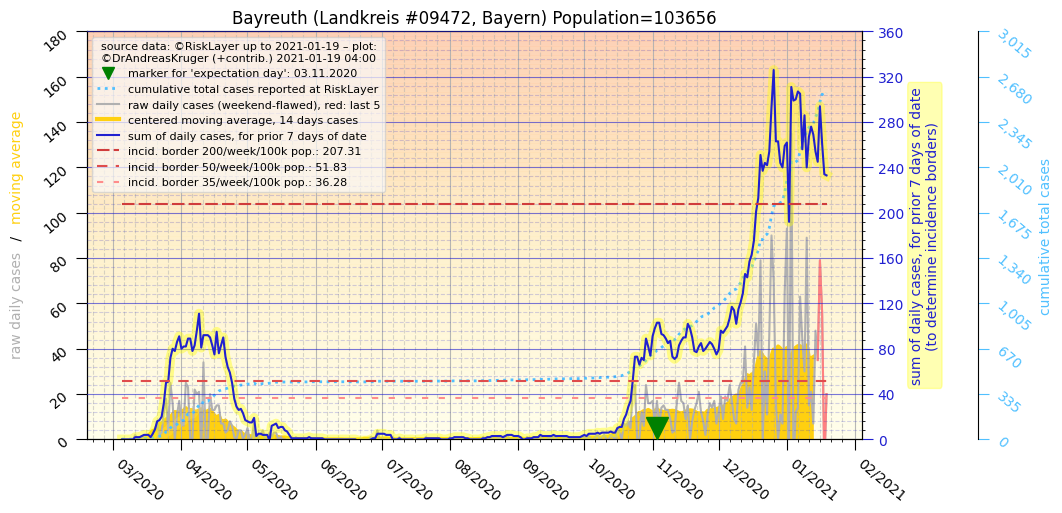 Bayreuth (Landkreis #09472, Bayern) Population=103656
source data: ©RiskLayer up to 2021-01-19 – plot:
©DrAndreasKruger (+contrib.) 2021-01-19 04:00
marker for 'expectation day': 03.11.2020
cumulative total cases reported at RiskLayer
raw daily cases (weekend-flawed), red: last 5
centered moving average, 14 days cases
sum of daily cases, for prior 7 days of date
incid. border 200/week/100k pop.: 207.31
incid. border 50/week/100k pop.: 51.83
incid. border 35/week/100k pop.: 36.28
raw daily cases / moving average
180
160
140
120
100
80
60
40
20
0
03/2020
04/2020
05/2020
06/2020
07/2020
08/2020
09/2020
10/2020
11/2020
12/2020
01/2021
02/2021
360
320
280
240
200
160
120
80
40
0
sum of daily cases, for prior 7 days of date
(to determine incidence borders)
3,015
2,680
2,345
2,010
1,675
1,340
1,005
670
335
0
cumulative total cases